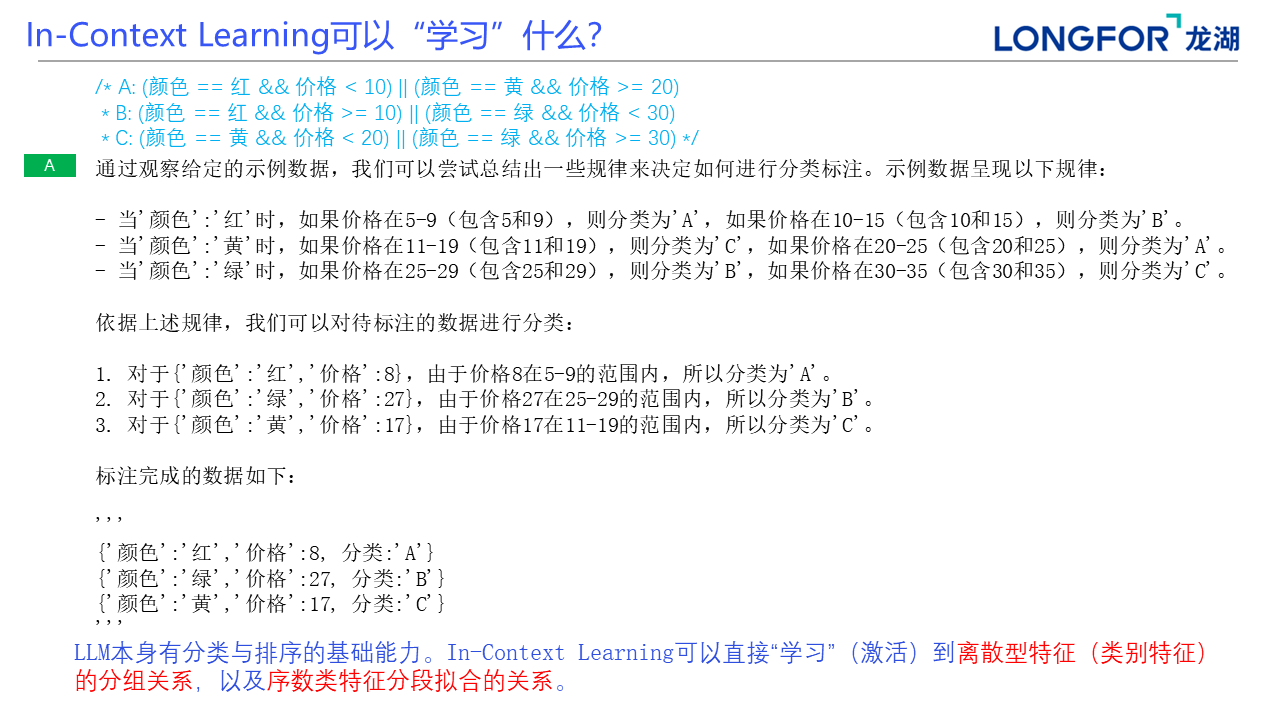 In-Context Learning可以“学习”什么?
LONGFOR龙湖
/* A: (颜色 == 红 && 价格 < 10) || (颜色 == 黄 && 价格 >= 20)
* B: (颜色 == 红 && 价格 >= 10) || (颜色 == 绿 && 价格 < 30)
* C: (颜色 == 黄 && 价格 < 20) || (颜色 == 绿 && 价格 >= 30) */
A
通过观察给定的示例数据，我们可以尝试总结出一些规律来决定如何进行分类标注。示例数据呈现以下规律：
- 当'颜色':'红'时，如果价格在5-9（包含5和9），则分类为'A'，如果价格在10-15（包含10和15），则分类为'B'。
- 当'颜色':'黄'时，如果价格在11-19（包含11和19），则分类为'C'，如果价格在20-25（包含20和25），则分类为'A'。
- 当'颜色':'绿'时，如果价格在25-29（包含25和29），则分类为'B'，如果价格在30-35（包含30和35），则分类为'C'。
依据上述规律，我们可以对待标注的数据进行分类：
1. 对于{'颜色':'红','价格':8}，由于价格8在5-9的范围内，所以分类为'A'。
2. 对于{'颜色':'绿','价格':27}，由于价格27在25-29的范围内，所以分类为'B'。
3. 对于{'颜色':'黄','价格':17}，由于价格17在11-19的范围内，所以分类为'C'。
标注完成的数据如下：
'''
{'颜色':'红','价格':8, 分类:'A'}
{'颜色':'绿','价格':27, 分类:'B'}
{'颜色':'黄','价格':17, 分类:'C'}
'''
LLM本身有分类与排序的基础能力。In-Context Learning可以直接“学习”（激活）到离散型特征（类别特征）
的分组关系，以及序数类特征分段拟合的关系。